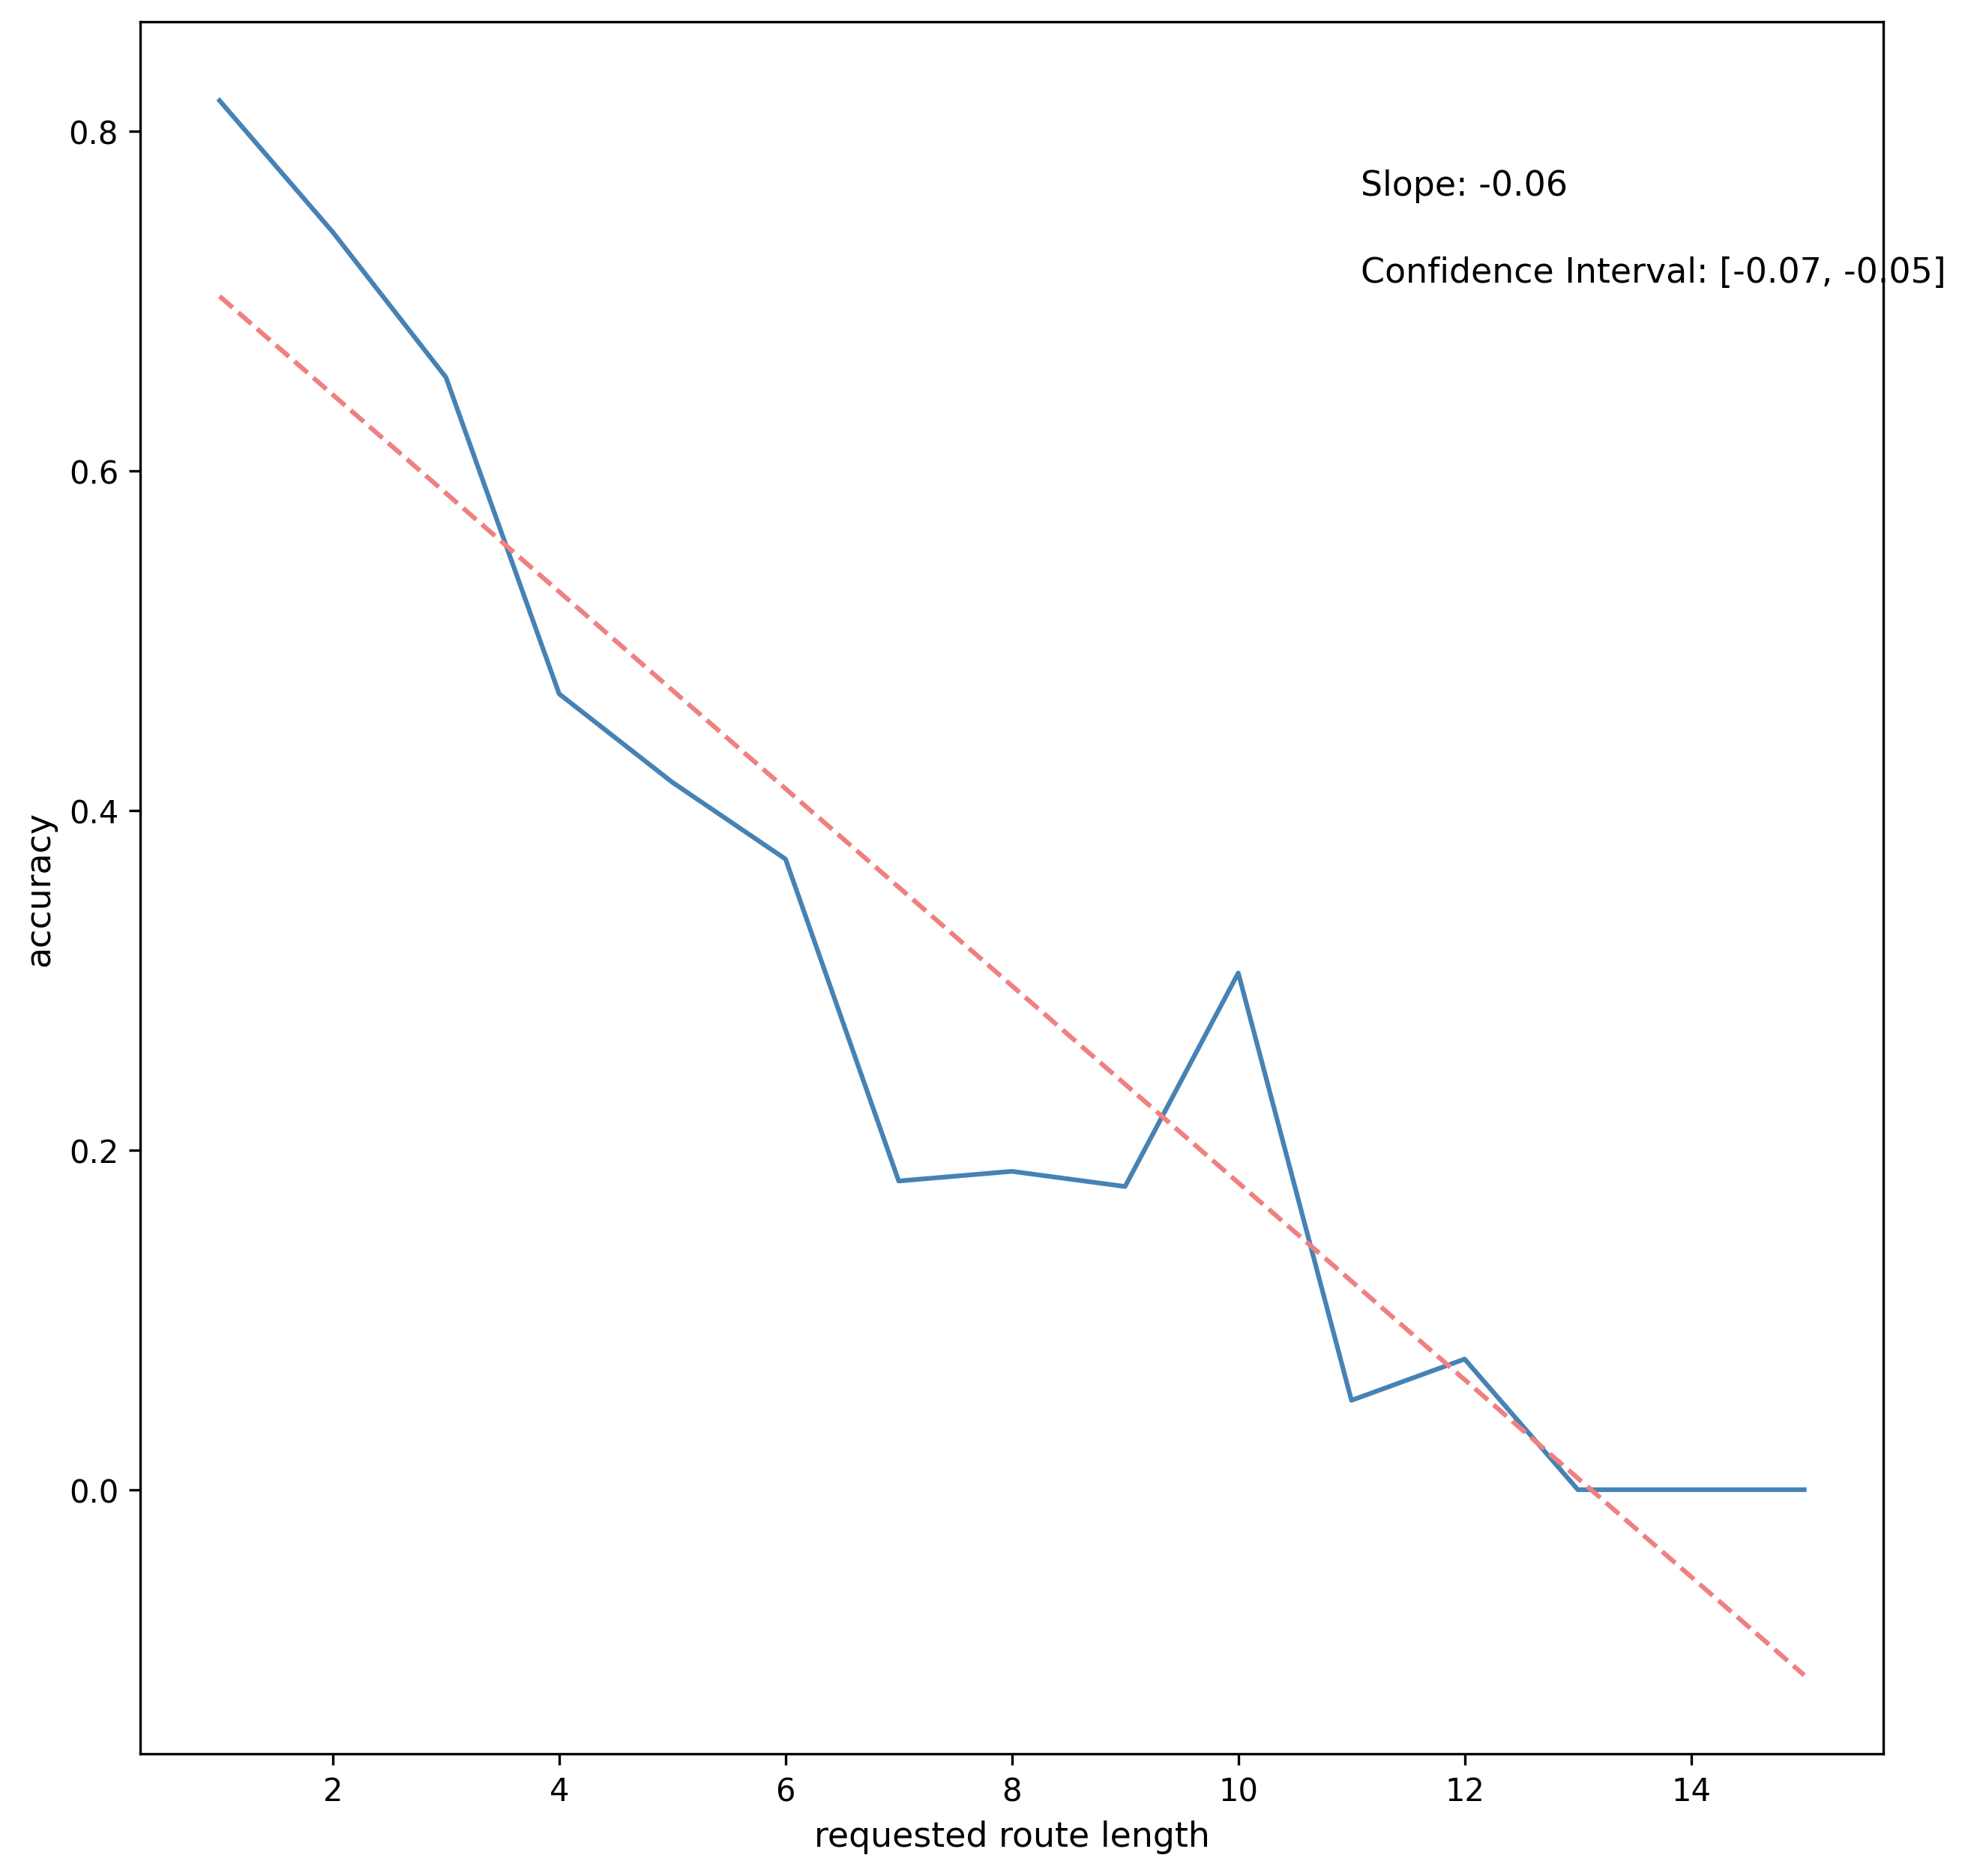 0.8
0.6
0.4
0.2
0.0
accuracy
Slope: -0.06
Confidence Interval: [-0.07, -0.05]
2 4 6 8 10 12 14
requested route length